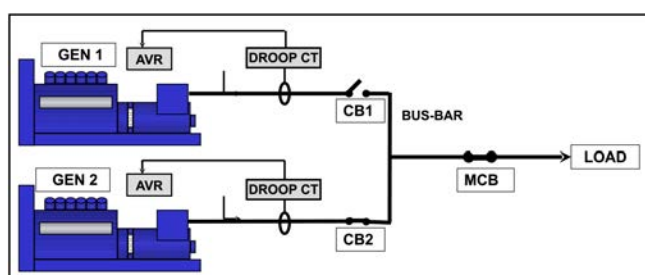 GEN 1
AVR
DROOP CT
CB1
BUS-BAR
LOAD
MCB
GEN 2
AVR
DROOP CT
CB2